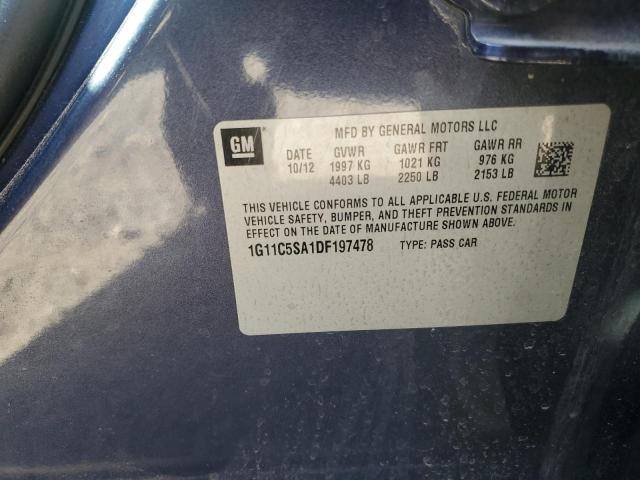 GM
MFD BY GENERAL MOTORS LLC
DATE GVWR GAWR FRT GAWR RR
10/12 1997 KG 1021 KG 976 KG
4403 LB 2250 LB 2153 LB
THIS VEHICLE CONFORMS TO ALL APPLICABLE U.S. FEDERAL MOTOR
VEHICLE SAFETY, BUMPER, AND THEFT PREVENTION STANDARDS IN
EFFECT ON THE DATE OF MANUFACTURE SHOWN ABOVE.
1G11C5SA1DF197478 TYPE: PASS CAR